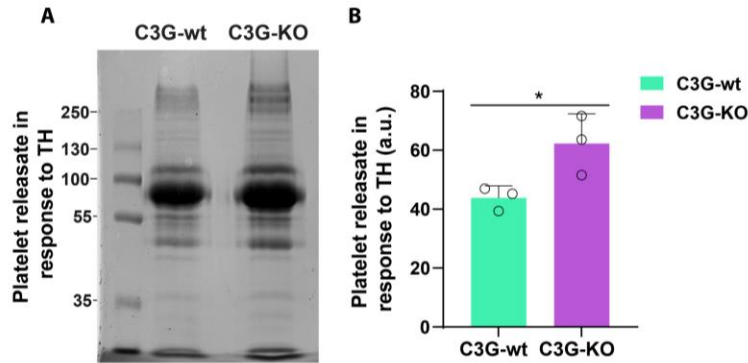 A
C3G-wt C3G-KO
Platelet releasate in
response to TH
250-
130-
100-
55-
35-
B
Platelet releasate in
response to TH (a.u.)
80
60
40
20
0
*
C3G-wt C3G-KO
C3G-wt
C3G-KO